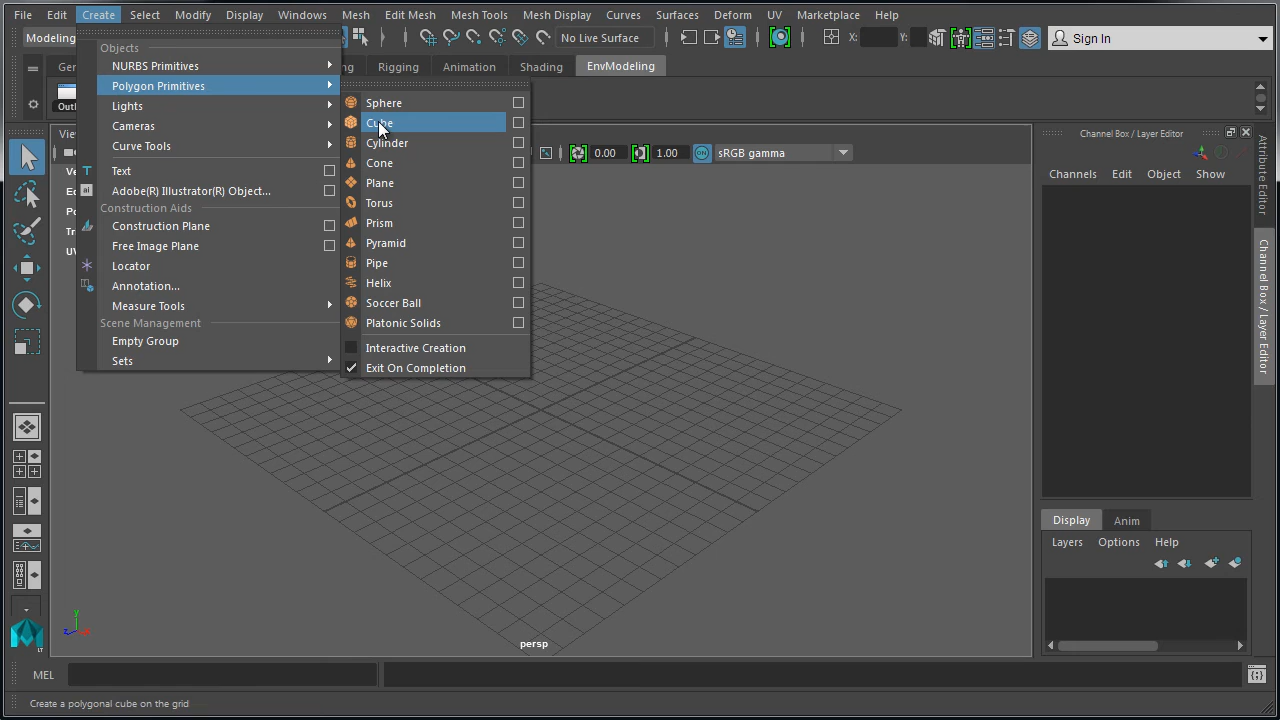 File Edit Create Select Modify Display Windows Mesh Edit Mesh Mesh Tools Mesh Display Curves Surfaces Deform UV Marketplace Help
Modeling No Live Surface X: Y: Sign In
Objects
NURBS Primitives
Polygon Primitives
Lights
Cameras
Curve Tools
Text
Adobe(R) Illustrator(R) Object...
Construction Aids
Construction Plane
Free Image Plane
Locator
Annotation...
Measure Tools
Scene Management
Empty Group
Sets
Rigging Animation Shading EnvModeling
Sphere
Cube
Cylinder
Cone
Plane
Torus
Prism
Pyramid
Pipe
Helix
Soccer Ball
Platonic Solids
Interactive Creation
Exit On Completion
0.00 1.00 ON sRGB gamma
Channel Box / Layer Editor
Channels Edit Object Show
Attribute Editor
Channel Box / Layer Editor
Display Anim
Layers Options Help
persp
y
z x
LT
MEL
Create a polygonal cube on the grid